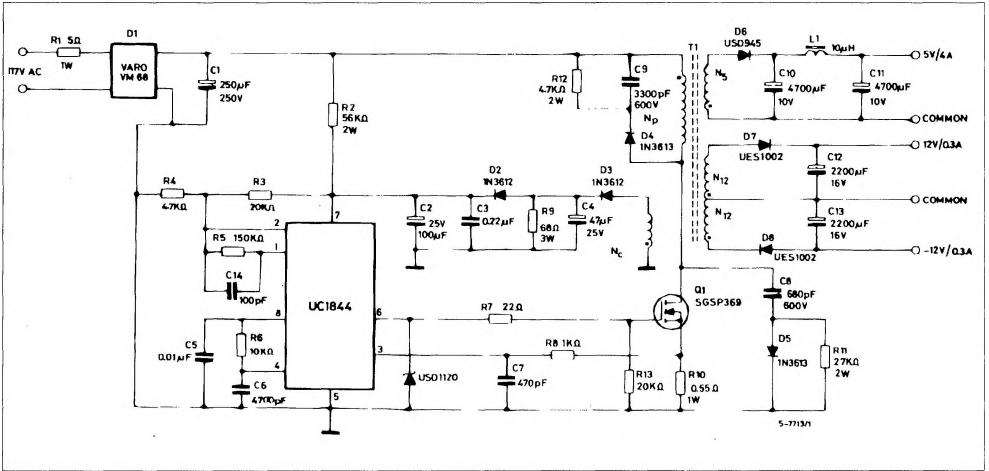 R1 5Ω
1W
D1
VARO
VM 68
117V AC
C1
250µF
250V
R2
56KΩ
2W
R12
4.7KΩ
2W
C9
3300pF
600V
Np
D4
1N3613
T1
N5
D6
USD945
L1
10µH
5V/4A
C10
4700µF
10V
C11
4700µF
10V
COMMON
D7
UES1002
12V/0.3A
N12
C12
2200µF
16V
COMMON
N12
C13
2200µF
16V
D8
UES1002
-12V/0.3A
R4
4.7KΩ
R3
20KΩ
D2
1N3612
D3
1N3612
C2
25V
100µF
C3
0.22µF
R9
68Ω
3W
C4
47µF
25V
Nc
7
2
1
R5 150KΩ
C14
100pF
UC1844
8
6
3
4
5
C5
0.01µF
R6
10KΩ
C6
4700pF
R7 22Ω
R8 1KΩ
USD1120
C7
470pF
R13
20KΩ
Q1
SGSP369
R10
0.55Ω
1W
C8
680pF
600V
D5
1N3613
R11
27KΩ
2W
S-7713/1